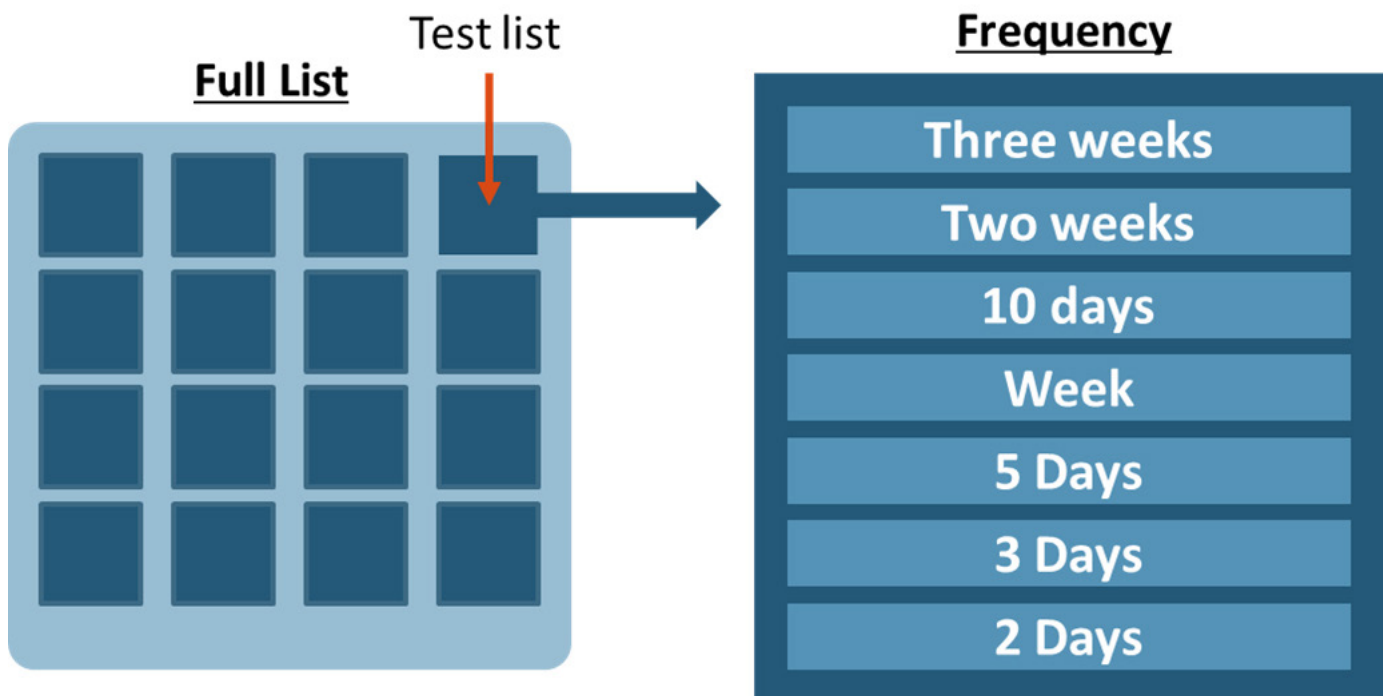 Test list
Full List
Frequency
Three weeks
Two weeks
10 days
Week
5 Days
3 Days
2 Days